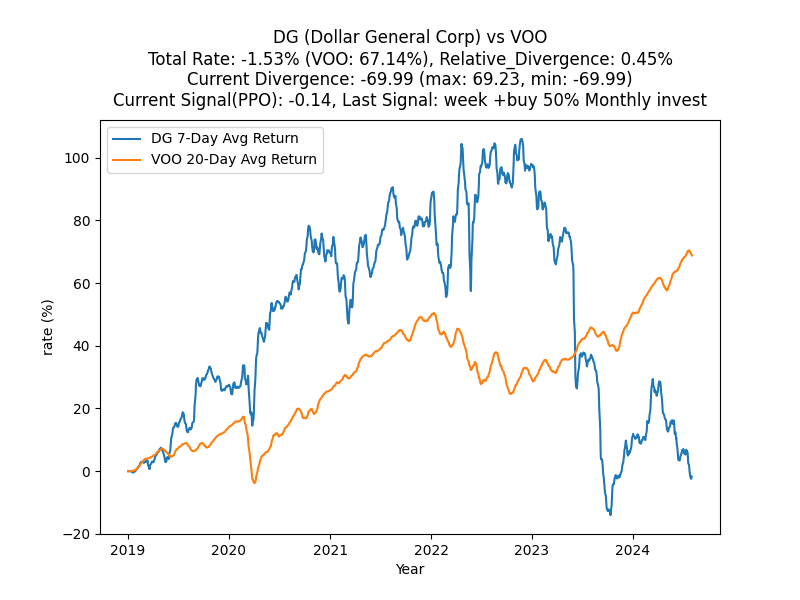 DG (Dollar General Corp) vs VOO
Total Rate: -1.53% (VOO: 67.14%), Relative_Divergence: 0.45%
Current Divergence: -69.99 (max: 69.23, min: -69.99)
Current Signal(PPO): -0.14, Last Signal: week +buy 50% Monthly invest
DG 7-Day Avg Return
VOO 20-Day Avg Return
rate (%)
100
80
60
40
20
0
−20
2019 2020 2021 2022 2023 2024
Year